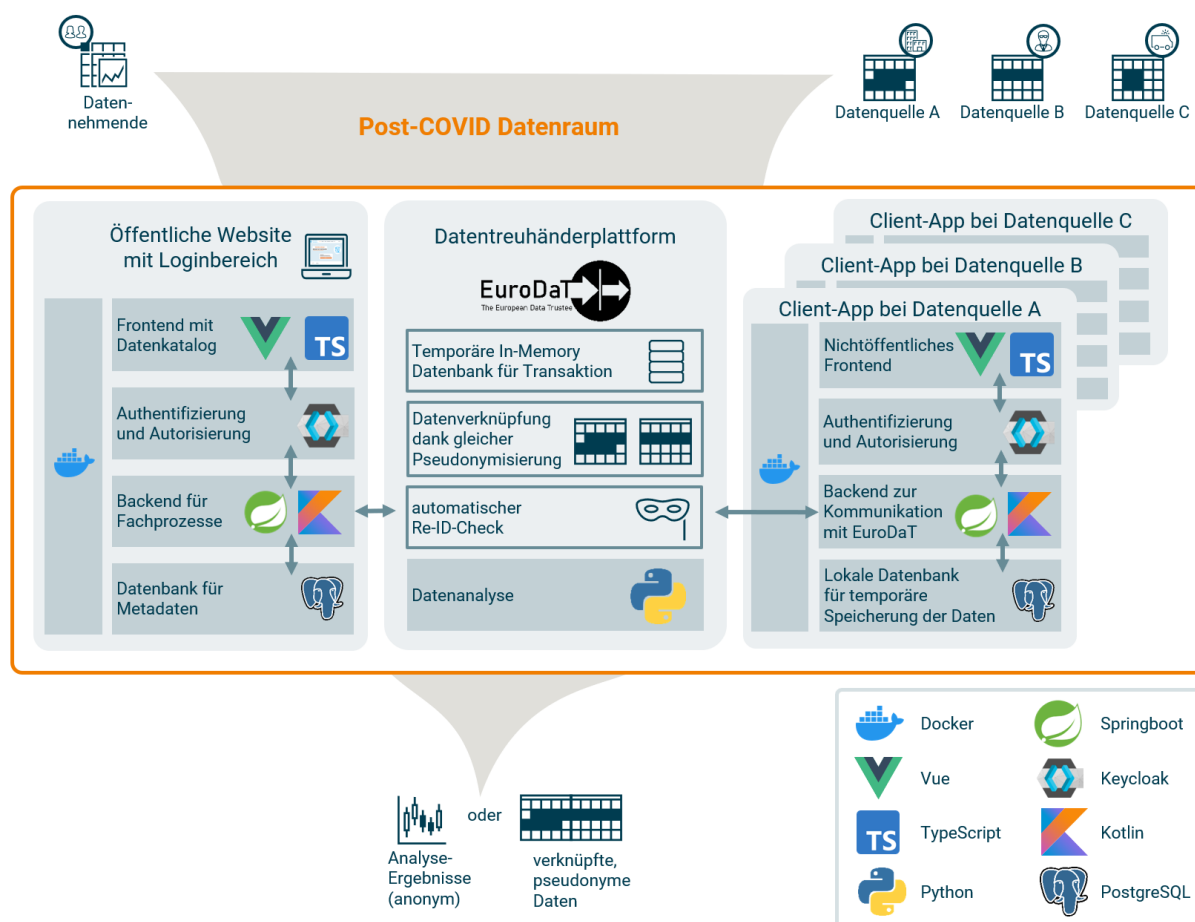 Daten-
nehmende
Datenquelle A
Datenquelle B
Datenquelle C
Post-COVID Datenraum
Öffentliche Website
mit Loginbereich
Frontend mit
Datenkatalog
TS
Authentifizierung
und Autorisierung
Backend für
Fachprozesse
Datenbank für
Metadaten
Datentreuhänderplattform
EuroDaT
The European Data Trustee
Temporäre In-Memory
Datenbank für Transaktion
Datenverknüpfung
dank gleicher
Pseudonymisierung
automatischer
Re-ID-Check
Datenanalyse
Client-App bei Datenquelle C
Client-App bei Datenquelle B
Client-App bei Datenquelle A
Nichtöffentliches
Frontend
TS
Authentifizierung
und Autorisierung
Backend zur
Kommunikation
mit EuroDaT
Lokale Datenbank
für temporäre
Speicherung der Daten
Analyse-
Ergebnisse
(anonym)
oder
verknüpfte,
pseudonyme
Daten
Docker
Springboot
Vue
Keycloak
TS
TypeScript
Kotlin
Python
PostgreSQL